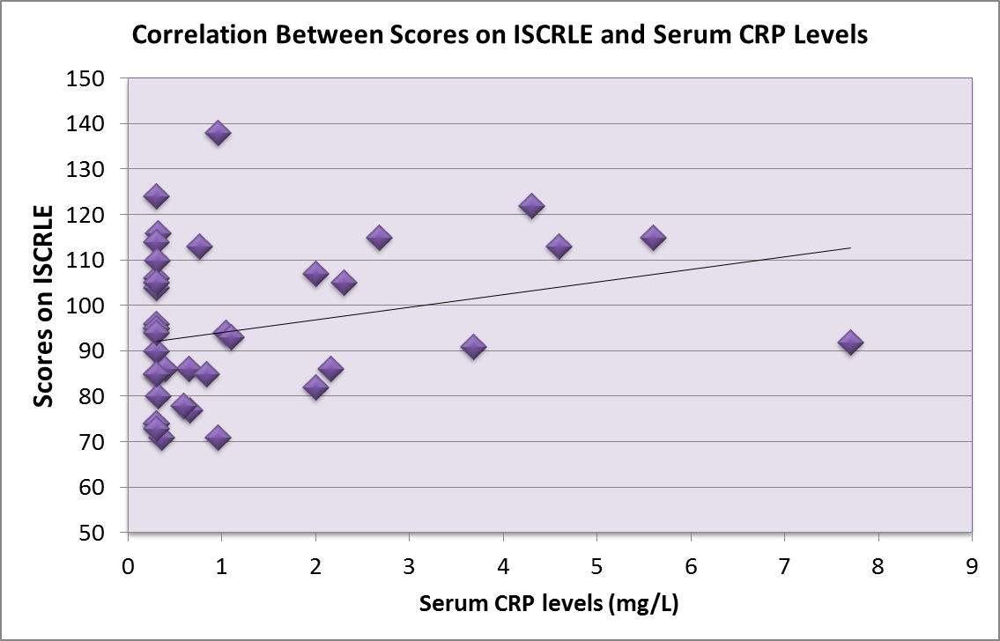 Correlation Between Scores on ISCRLE and Serum CRP Levels
150
140
130
120
110
100
90
80
70
60
50
Scores on ISCRLE
0 1 2 3 4 5 6 7 8 9
Serum CRP levels (mg/L)